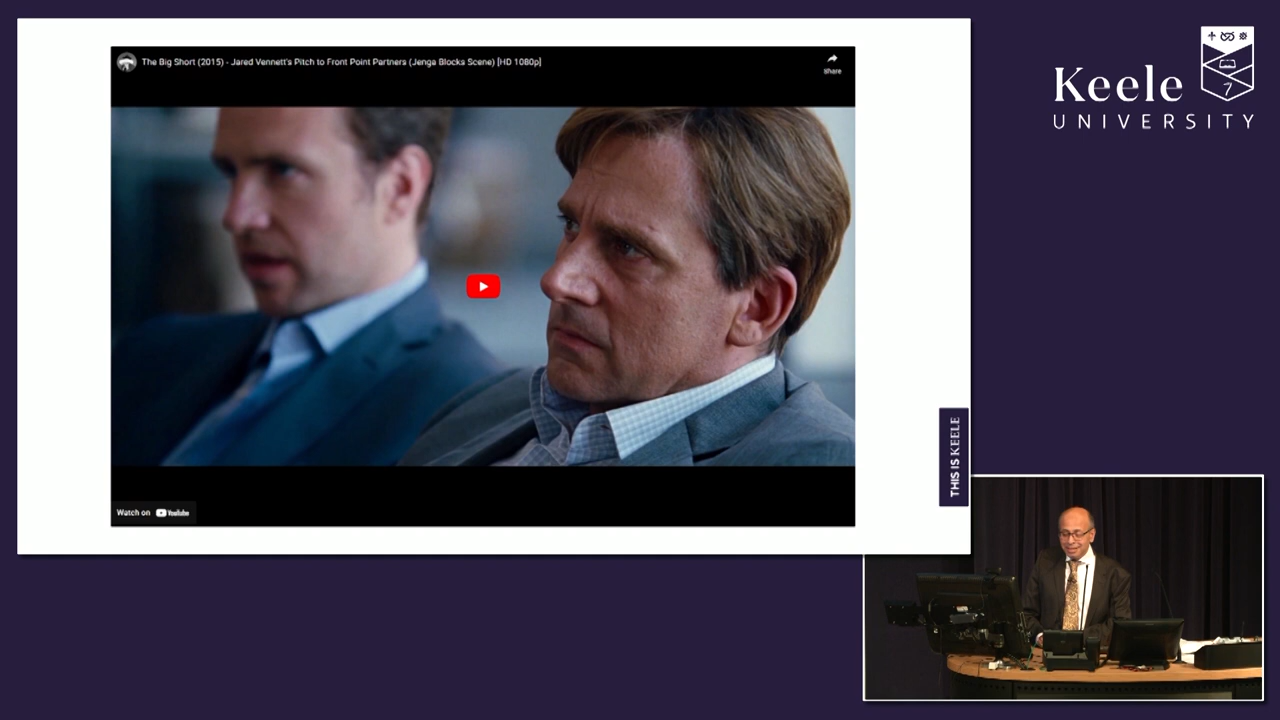 The Big Short (2015) - Jared Vennett's Pitch to Front Point Partners (Jenga Blocks Scene) [HD 1080p]
Share
Keele
UNIVERSITY
THIS IS KEELE
Watch on YouTube